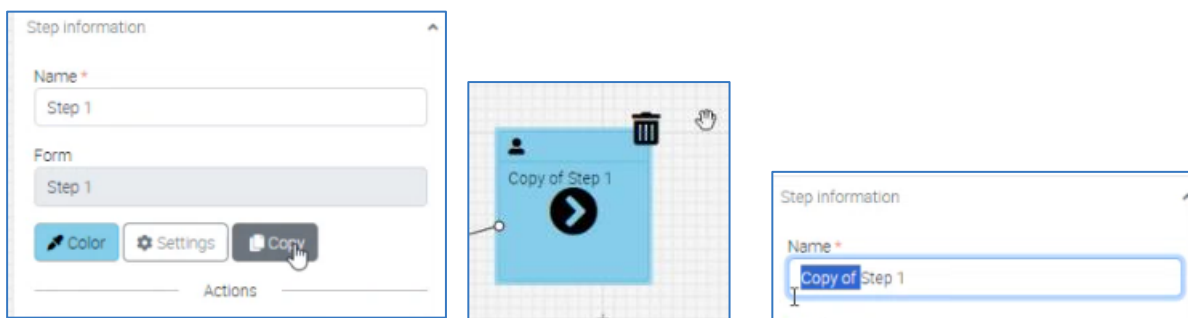 Step information
Name *
Step 1
Form
Step 1
Color Settings Copy
Actions
Copy of Step 1
Step information
Name *
Copy of Step 1